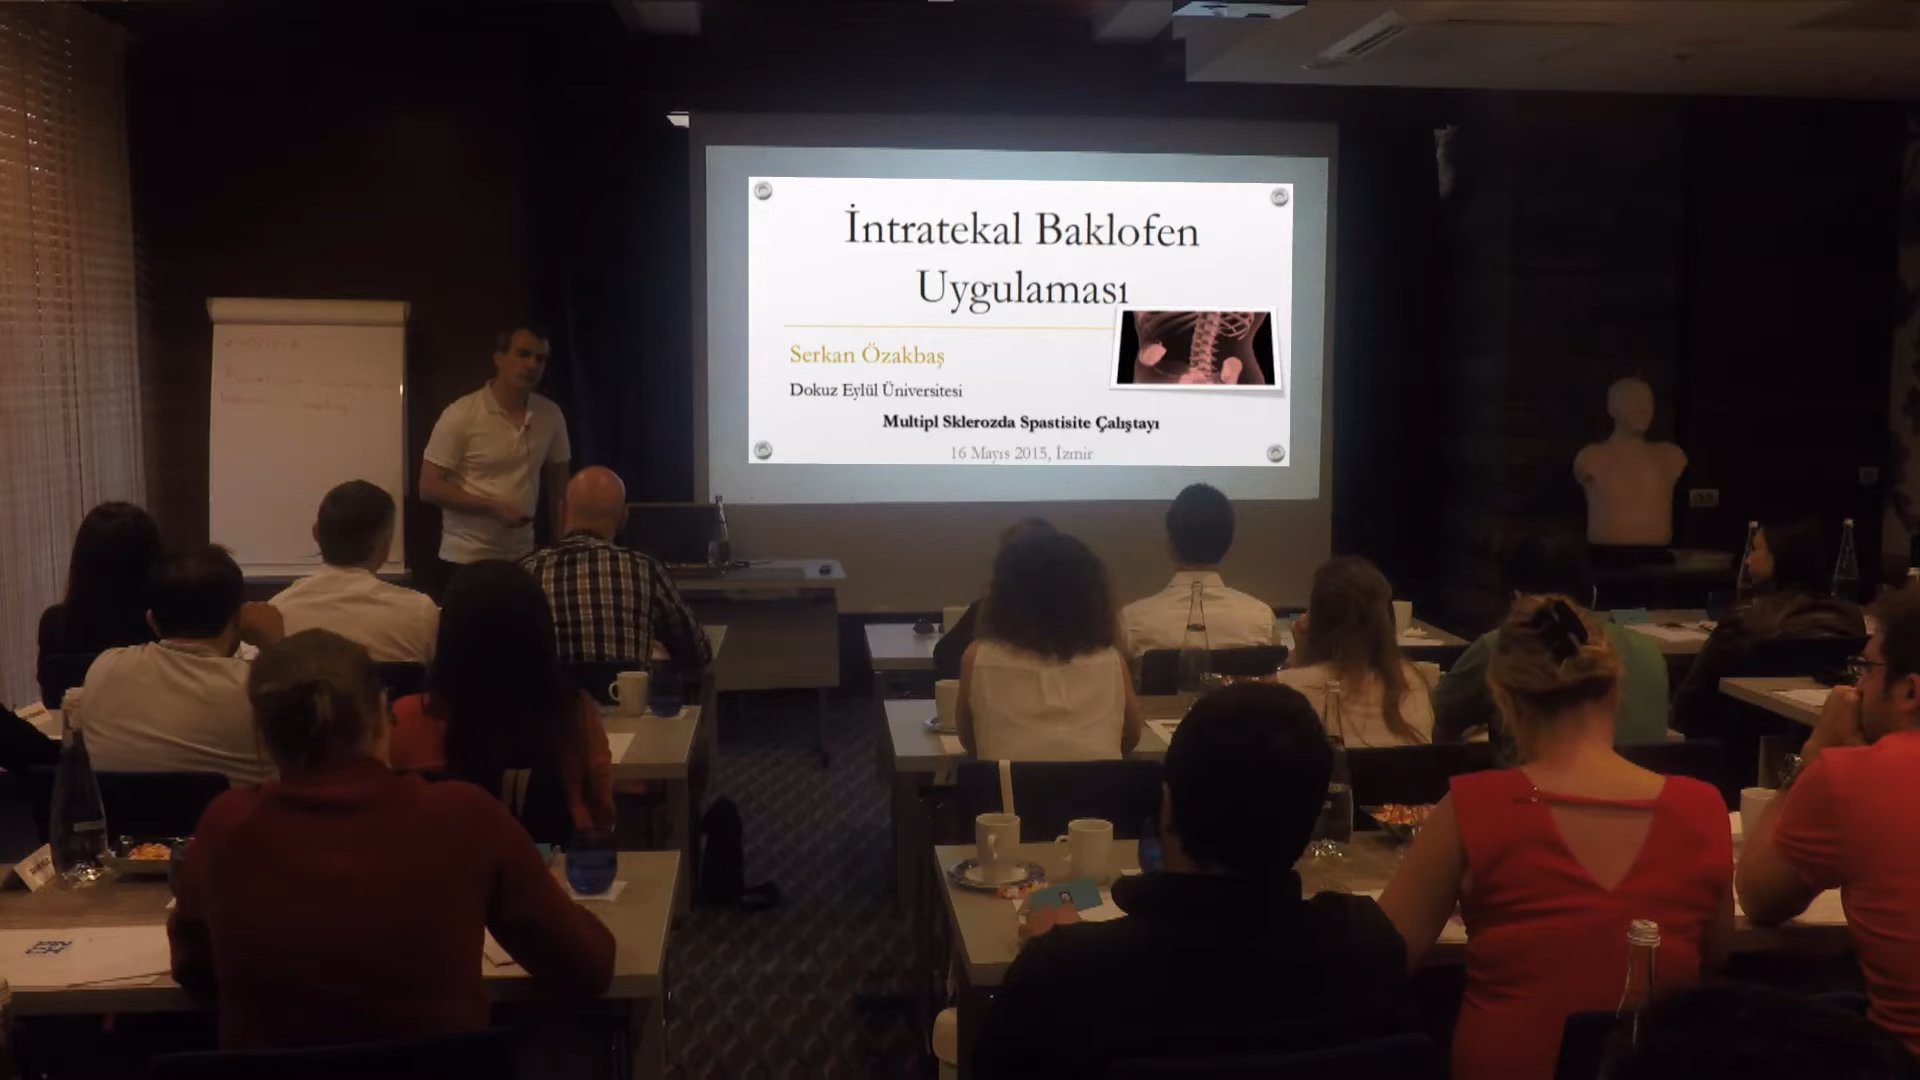 İntratekal Baklofen
Uygulaması
Serkan Özakbaş
Dokuz Eylül Üniversitesi
Multipl Sklerozda Spastisite Çalıştayı
16 Mayıs 2015, İzmir